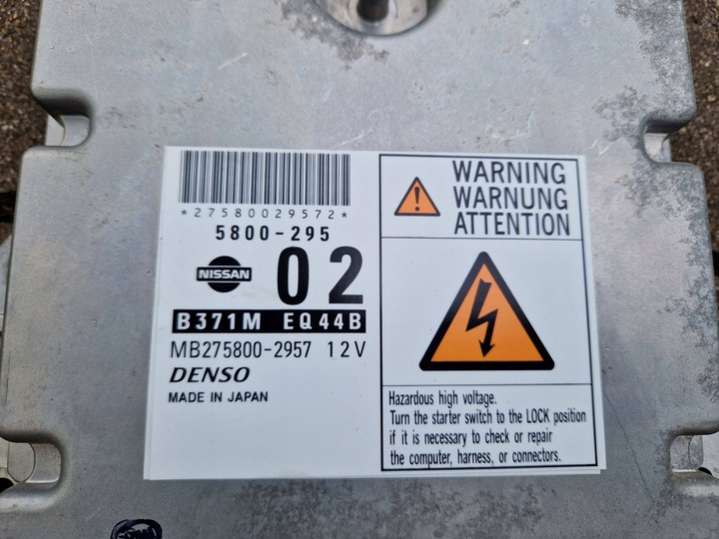 *27580029572*
5800-295
NISSAN
02
B371M EQ44B
MB275800-2957 12V
DENSO
MADE IN JAPAN
WARNING
WARNUNG
ATTENTION
Hazardous high voltage.
Turn the starter switch to the LOCK position
if it is necessary to check or repair
the computer, harness, or connectors.